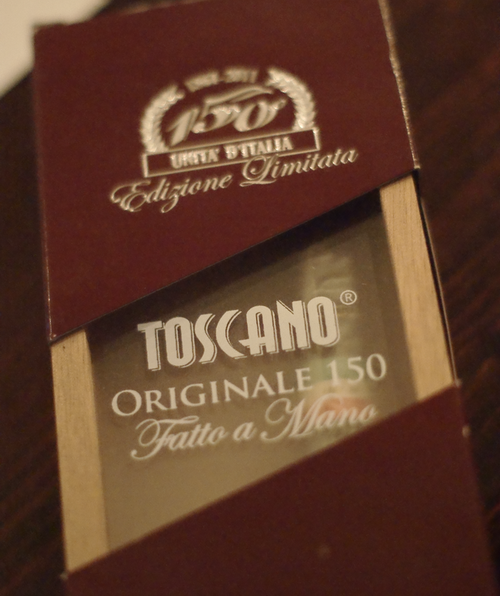 1861-2011
150°
UNITA' D'ITALIA
Edizione Limitata
TOSCANO®
ORIGINALE 150
Fatto a Mano